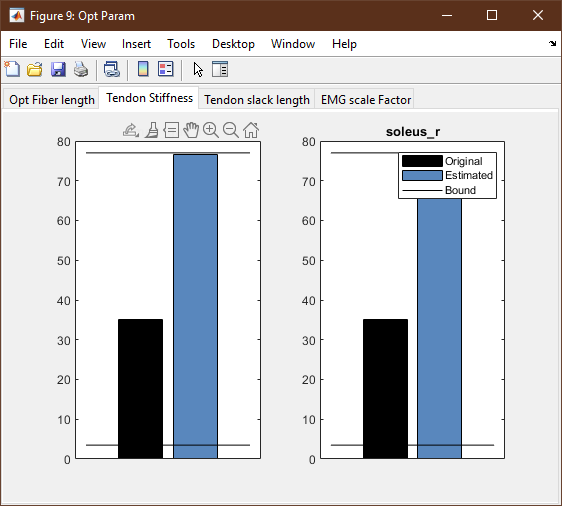 Figure 9: Opt Param
File Edit View Insert Tools Desktop Window Help
Opt Fiber length Tendon Stiffness Tendon slack length EMG scale Factor
80
70
60
50
40
30
20
10
0
soleus_r
80
70
60
50
40
30
20
10
0
Original
Estimated
Bound